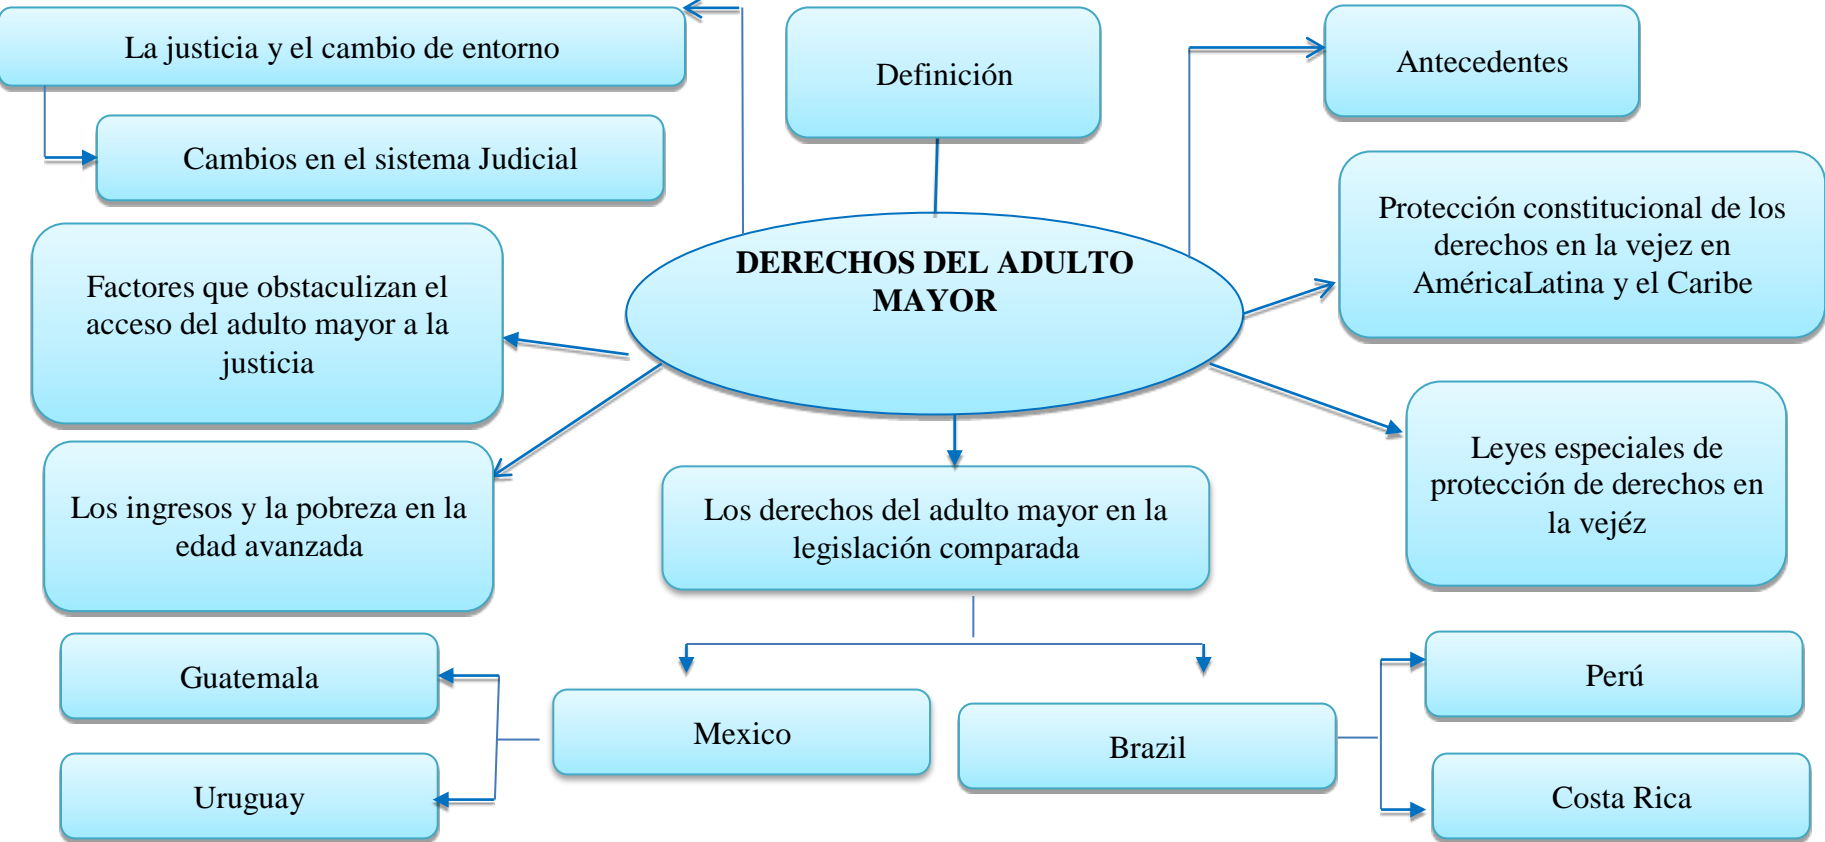 La justicia y el cambio de entorno
Definición
Antecedentes
Cambios en el sistema Judicial
Protección constitucional de los
derechos en la vejez en
AméricaLatina y el Caribe
DERECHOS DEL ADULTO
MAYOR
Factores que obstaculizan el
acceso del adulto mayor a la
justicia
Leyes especiales de
protección de derechos en
la vejéz
Los ingresos y la pobreza en la
edad avanzada
Los derechos del adulto mayor en la
legislación comparada
Guatemala
Mexico
Brazil
Perú
Uruguay
Costa Rica